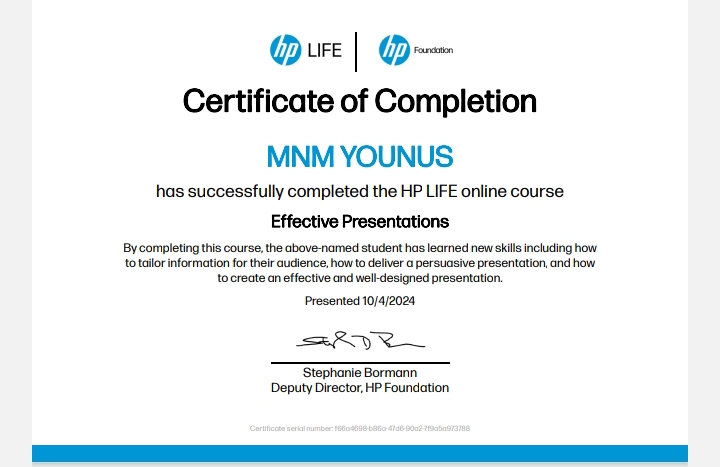 hp LIFE hp Foundation
Certificate of Completion
MNM YOUNUS
has successfully completed the HP LIFE online course
Effective Presentations
By completing this course, the above-named student has learned new skills including how
to tailor information for their audience, how to deliver a persuasive presentation, and how
to create an effective and well-designed presentation.
Presented 10/4/2024
Stephanie Bormann
Deputy Director, HP Foundation
Certificate serial number: f66a4698-b86a-47d6-90a2-7f9a5a973788